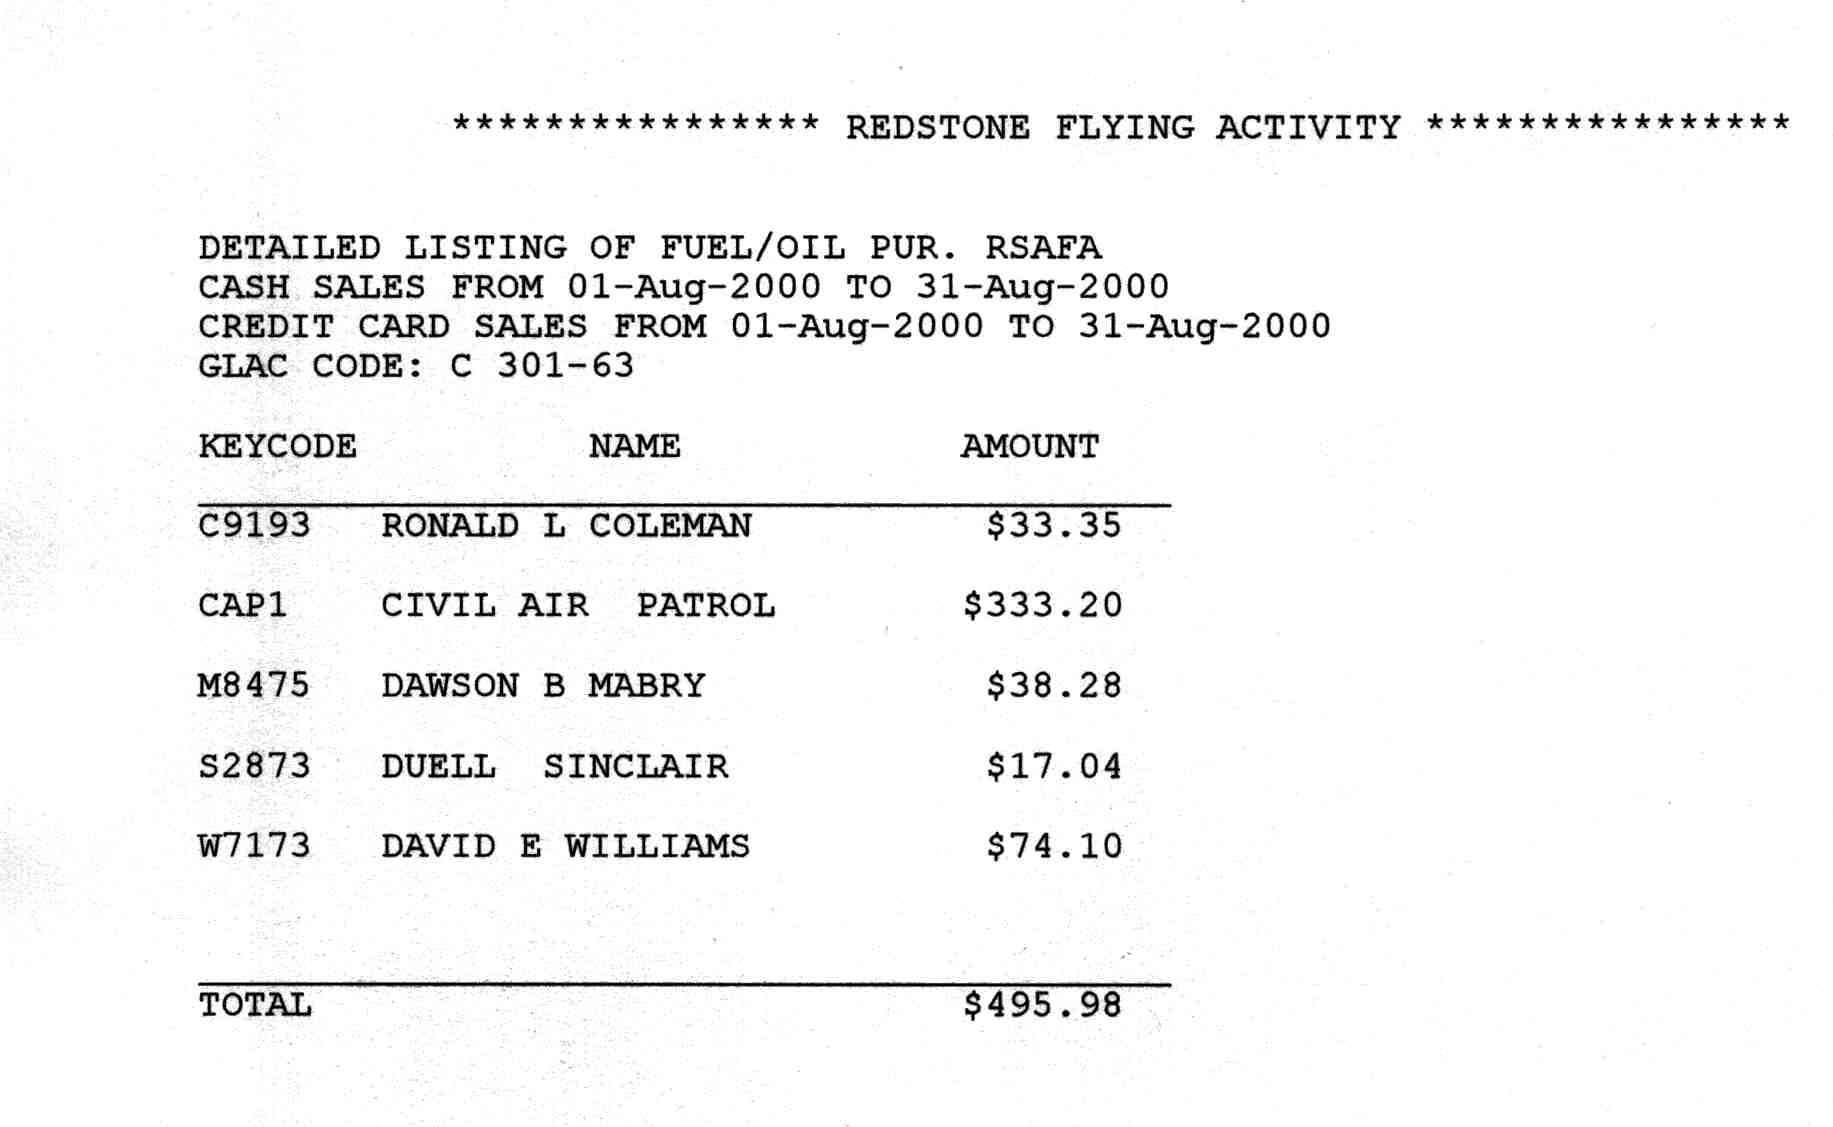 **************** REDSTONE FLYING ACTIVITY ****************
DETAILED LISTING OF FUEL/OIL PUR. RSAFA
CASH SALES FROM 01-Aug-2000 TO 31-Aug-2000
CREDIT CARD SALES FROM 01-Aug-2000 TO 31-Aug-2000
GLAC CODE: C 301-63
KEYCODE NAME AMOUNT
C9193 RONALD L COLEMAN $33.35
CAP1 CIVIL AIR PATROL $333.20
M8475 DAWSON B MABRY $38.28
S2873 DUELL SINCLAIR $17.04
W7173 DAVID E WILLIAMS $74.10
TOTAL $495.98